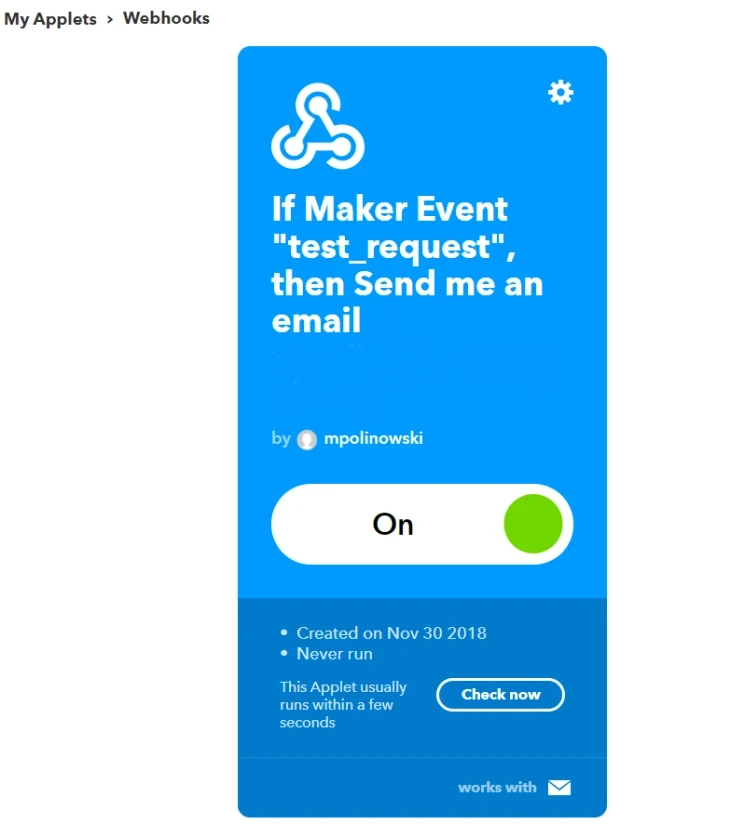 My Applets › Webhooks
If Maker Event
"test_request",
then Send me an
email
by mpolinowski
On
• Created on Nov 30 2018
• Never run
This Applet usually
runs within a few
seconds
Check now
works with